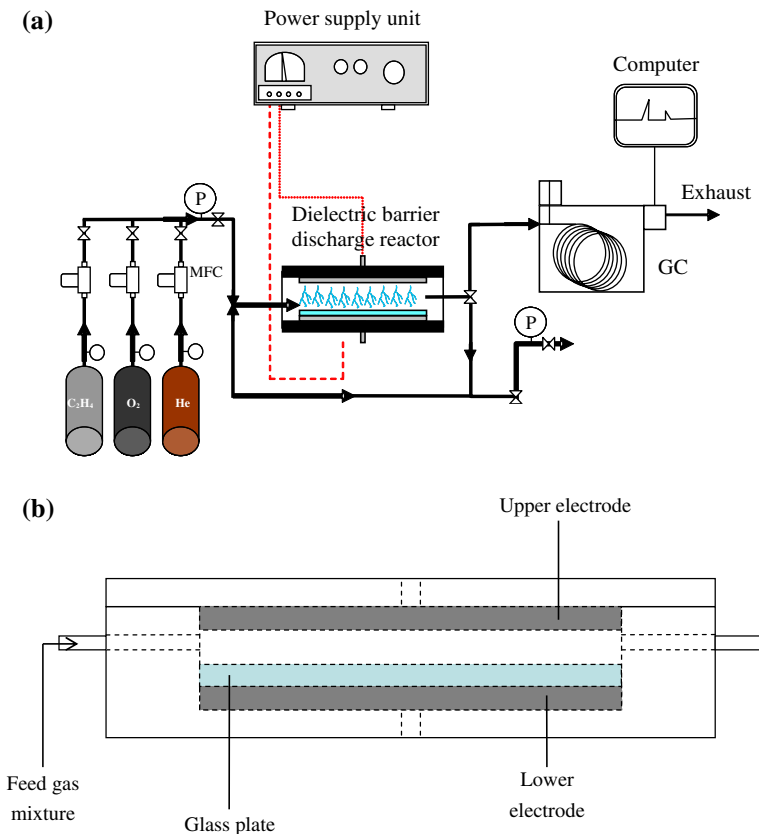 (a)
Power supply unit
Computer
P
Dielectric barrier
discharge reactor
Exhaust
MFC
GC
P
C₂H₄
O₂
He
(b)
Upper electrode
Feed gas
mixture
Glass plate
Lower
electrode